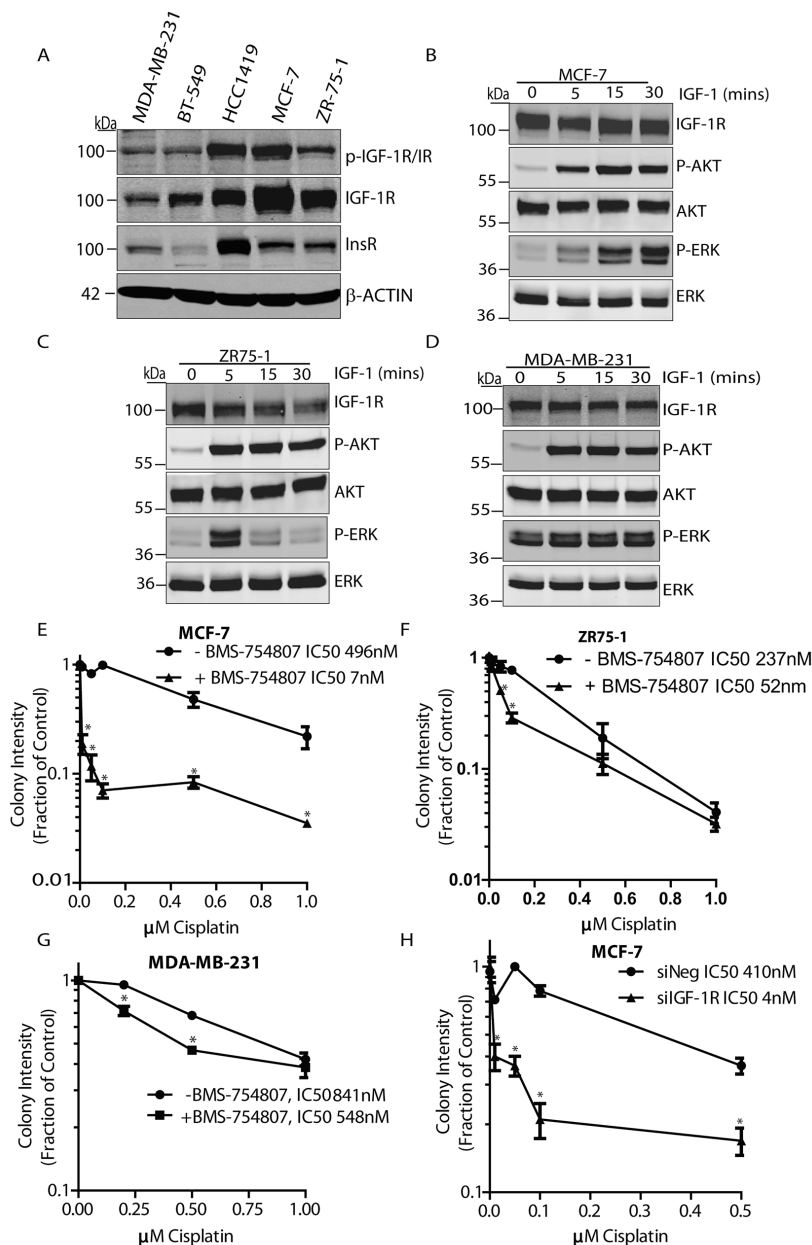 A
MDA-MB-231
BT-549
HCC1419
MCF-7
ZR-75-1
kDa
100
p-IGF-1R/IR
100
IGF-1R
100
InsR
42
β-ACTIN
B
MCF-7
kDa
0 5 15 30 IGF-1 (mins)
100
IGF-1R
55
P-AKT
55
AKT
36
P-ERK
36
ERK
C
ZR75-1
kDa
0 5 15 30 IGF-1 (mins)
100
IGF-1R
55
P-AKT
55
AKT
36
P-ERK
36
ERK
D
MDA-MB-231
kDa
0 5 15 30 IGF-1 (mins)
100
IGF-1R
55
P-AKT
55
AKT
36
P-ERK
36
ERK
E
MCF-7
- BMS-754807 IC50 496nM
+ BMS-754807 IC50 7nM
Colony Intensity
(Fraction of Control)
1
0.1
0.01
* * * * *
0.0 0.2 0.4 0.6 0.8 1.0
μM Cisplatin
F
ZR75-1
- BMS-754807 IC50 237nM
+ BMS-754807 IC50 52nm
Colony Intensity
(Fraction of Control)
1
0.1
0.01
* *
0.0 0.2 0.4 0.6 0.8 1.0
μM Cisplatin
G
MDA-MB-231
-BMS-754807, IC50841nM
+BMS-754807, IC50 548nM
Colony Intensity
(Fraction of Control)
1
0.1
* *
0.00 0.25 0.50 0.75 1.00
μM Cisplatin
H
MCF-7
siNeg IC50 410nM
siIGF-1R IC50 4nM
Colony Intensity
(Fraction of Control)
1
1
* * * *
0.0 0.1 0.2 0.3 0.4 0.5
μM Cisplatin